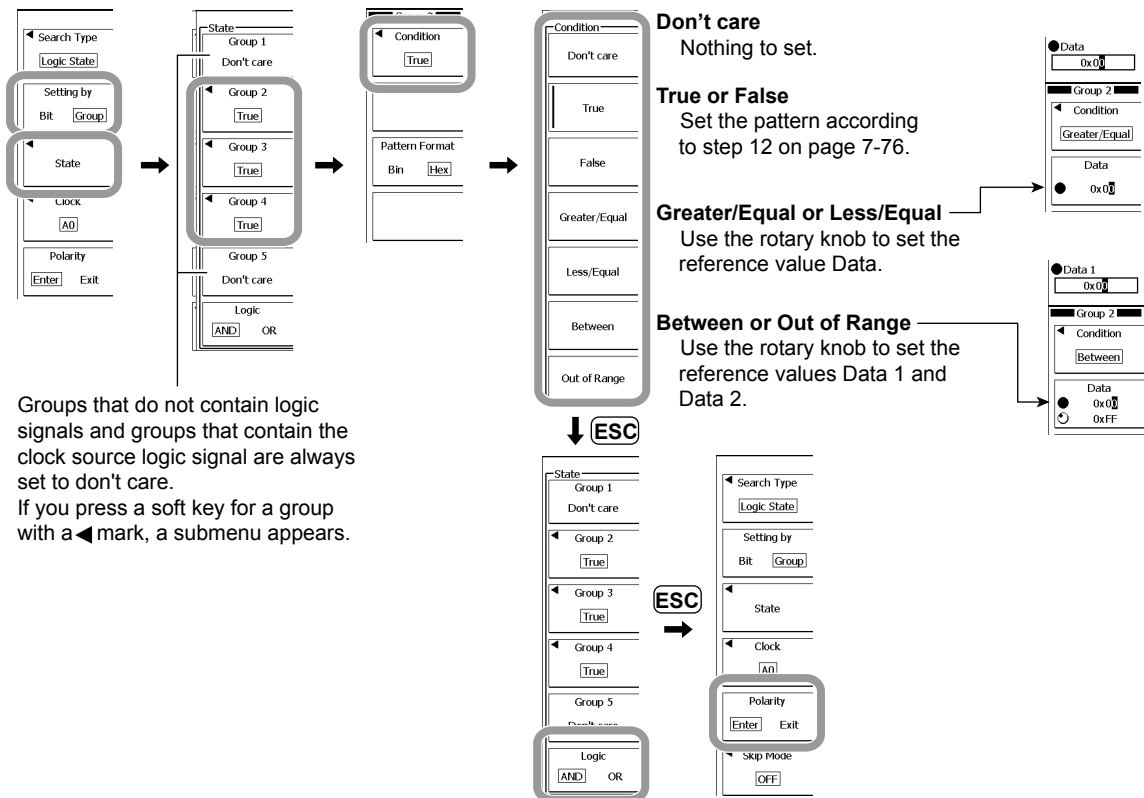 Search Type
Logic State
Setting by
Bit Group
State
Clock
A0
Polarity
Enter Exit
State
Group 1
Don't care
Group 2
True
Group 3
True
Group 4
True
Group 5
Don't care
Logic
AND OR
Condition
True
Pattern Format
Bin Hex
Condition
Don't care
True
False
Greater/Equal
Less/Equal
Between
Out of Range
Don’t care
Nothing to set.
True or False
Set the pattern according
to step 12 on page 7-76.
Greater/Equal or Less/Equal
Use the rotary knob to set the
reference value Data.
Between or Out of Range
Use the rotary knob to set the
reference values Data 1 and
Data 2.
Data
0x00
Group 2
Condition
Greater/Equal
Data
0x00
Data 1
0x00
Group 2
Condition
Between
Data
0x00
0xFF
Groups that do not contain logic
signals and groups that contain the
clock source logic signal are always
set to don't care.
If you press a soft key for a group
with a ◀ mark, a submenu appears.
ESC
State
Group 1
Don't care
Group 2
True
Group 3
True
Group 4
True
Group 5
Don't care
Logic
AND OR
ESC
Search Type
Logic State
Setting by
Bit Group
State
Clock
A0
Polarity
Enter Exit
Skip Mode
OFF